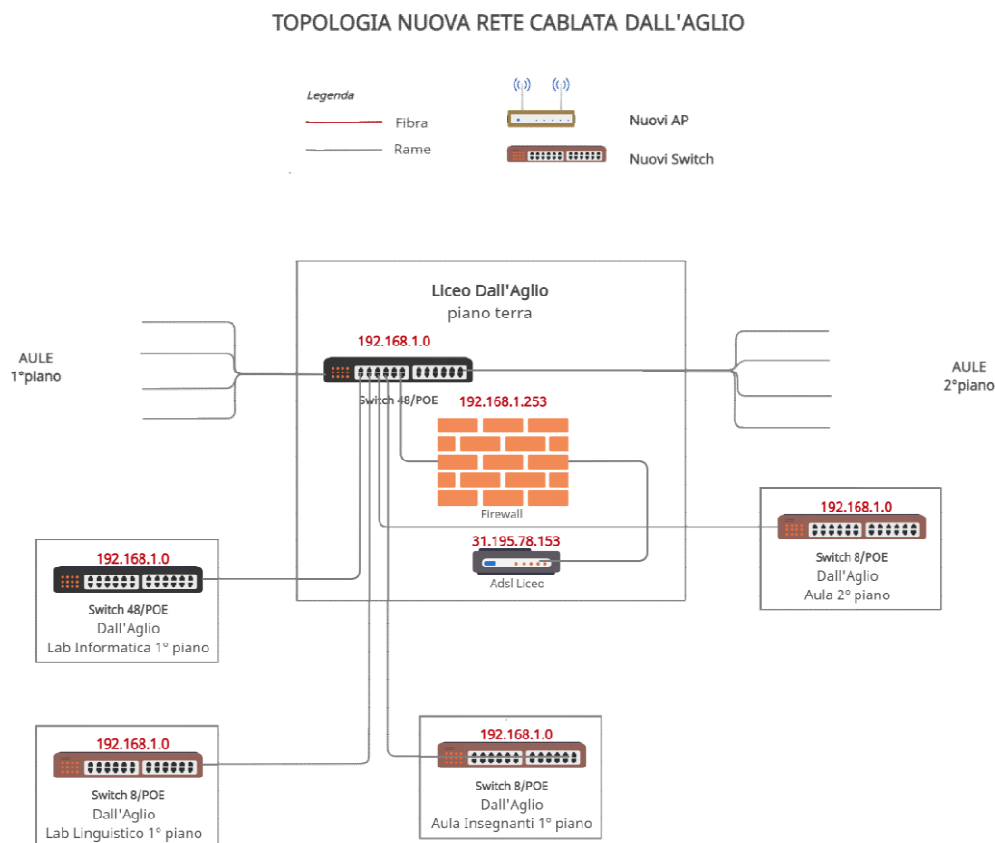 TOPOLOGIA NUOVA RETE CABLATA DALL'AGLIO
Legenda
Fibra
Rame
Nuovi AP
Nuovi Switch
Liceo Dall'Aglio
piano terra
192.168.1.0
Switch 48/POE
AULE
1°piano
AULE
2°piano
192.168.1.253
Firewall
31.195.78.153
Adsl Liceo
192.168.1.0
Switch 8/POE
Dall'Aglio
Aula 2° piano
192.168.1.0
Switch 48/POE
Dall'Aglio
Lab Informatica 1° piano
192.168.1.0
Switch 8/POE
Dall'Aglio
Lab Linguistico 1° piano
192.168.1.0
Switch 8/POE
Dall'Aglio
Aula Insegnanti 1° piano